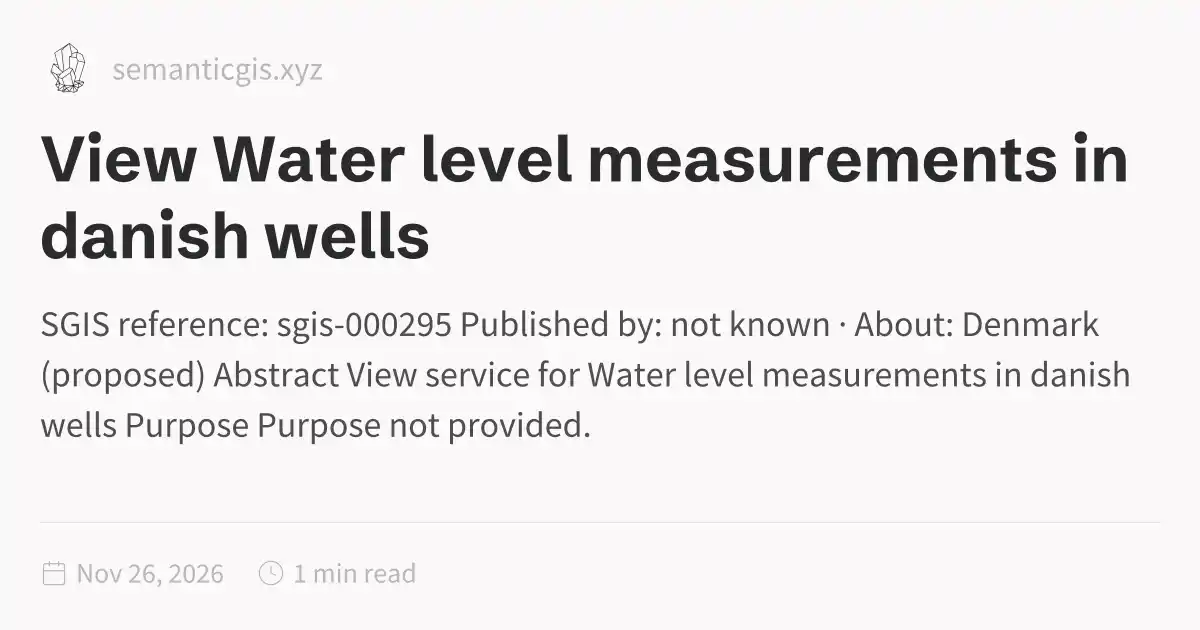 semanticgis.xyz
View Water level measurements in
danish wells
SGIS reference: sgis-000295 Published by: not known · About: Denmark
(proposed) Abstract View service for Water level measurements in danish
wells Purpose Purpose not provided.
Nov 26, 2026 1 min read